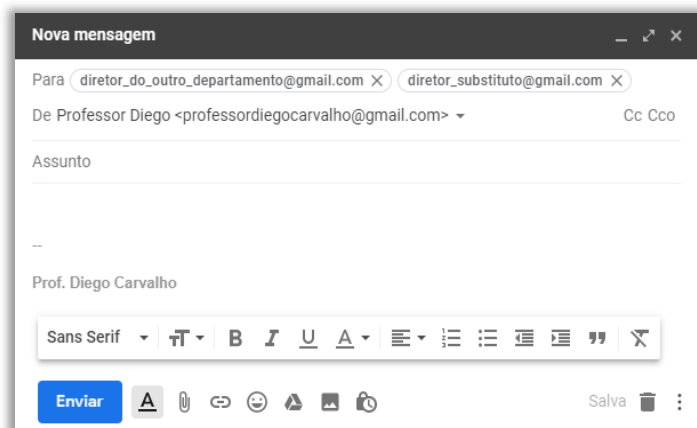 Nova mensagem
Para diretor_do_outro_departamento@gmail.com diretor_substituto@gmail.com
De Professor Diego <professordiegocarvalho@gmail.com> Cc Cco
Assunto
--
Prof. Diego Carvalho
Sans Serif
Enviar Salva